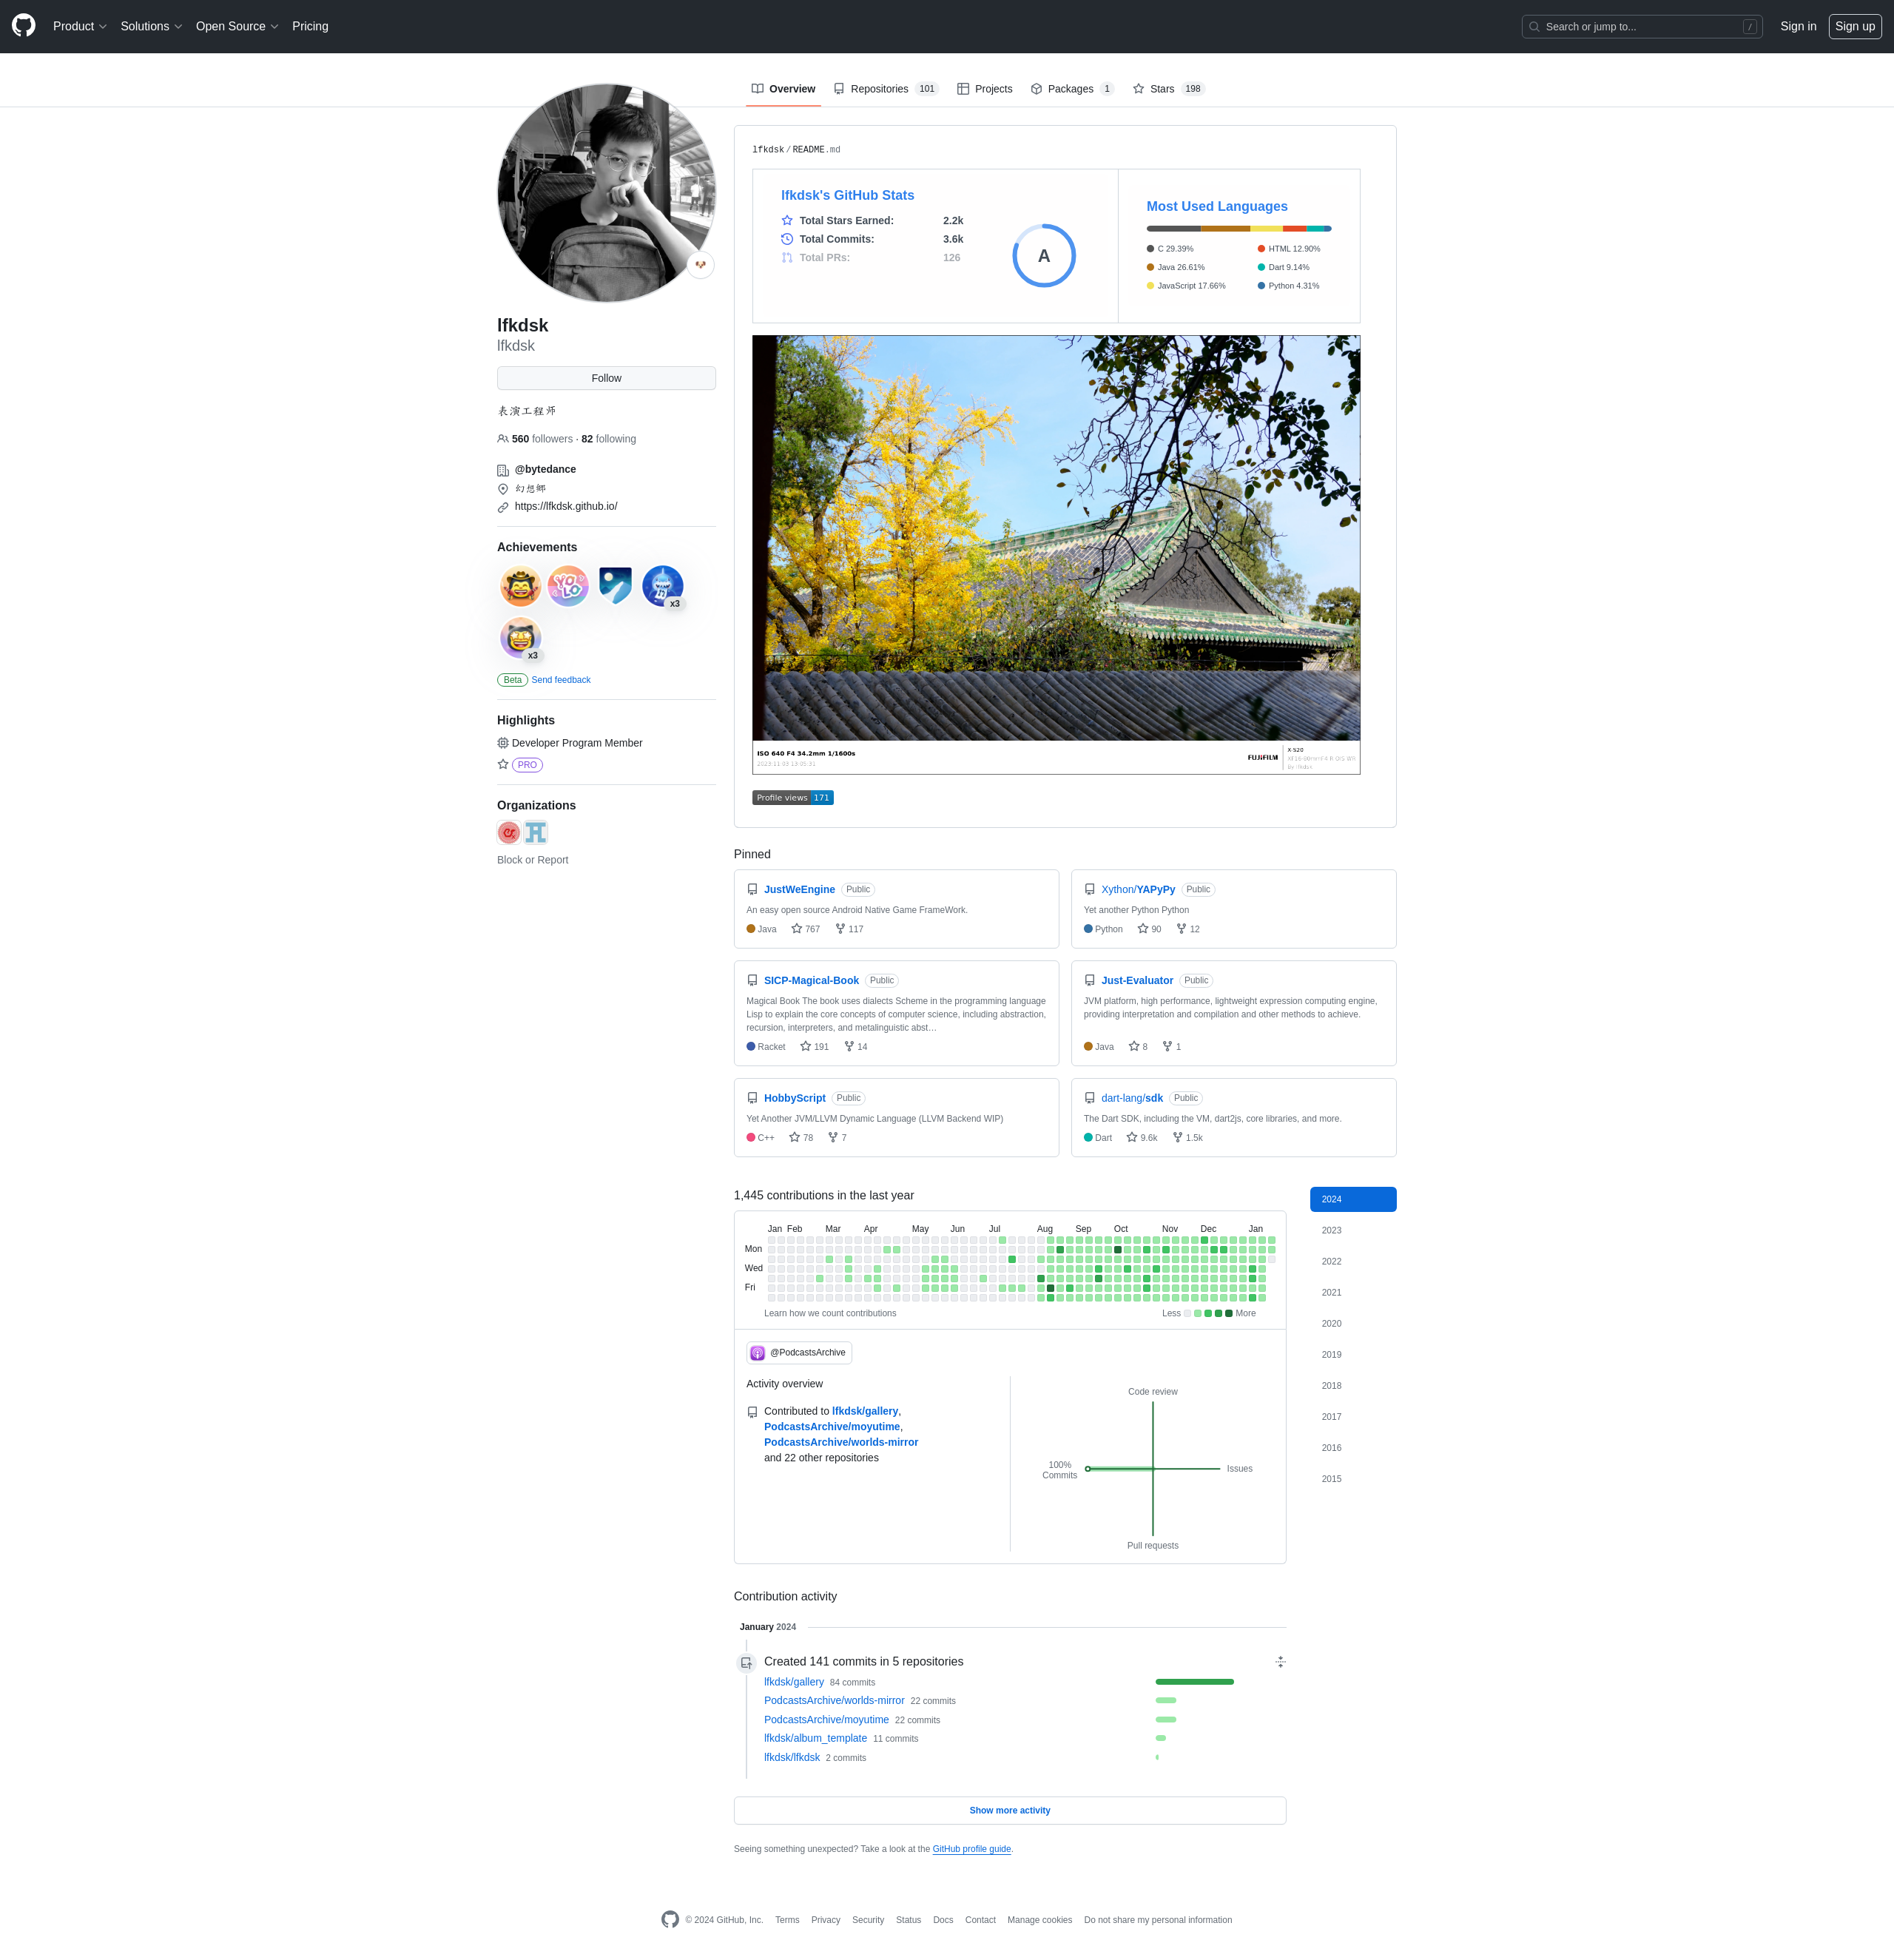 Product
Solutions
Open Source
Pricing
Search or jump to...
/
Sign in
Sign up
Overview
Repositories 101
Projects
Packages 1
Stars 198
lfkdsk
lfkdsk
Follow
表演工程师
560 followers · 82 following
@bytedance
幻想鄉
https://lfkdsk.github.io/
Achievements
YOLO
x3
x3
Beta Send feedback
Highlights
Developer Program Member
PRO
Organizations
Block or Report
lfkdsk / README.md
lfkdsk's GitHub Stats
Total Stars Earned: 2.2k
Total Commits: 3.6k
Total PRs: 126
A
Most Used Languages
C 29.39%
Java 26.61%
JavaScript 17.66%
HTML 12.90%
Dart 9.14%
Python 4.31%
ISO 640 F4 34.2mm 1/1600s
FUJIFILM
X-S20
Profile views 171
Pinned
JustWeEngine Public
An easy open source Android Native Game FrameWork.
Java 767 117
Xython/YAPyPy Public
Yet another Python Python
Python 90 12
SICP-Magical-Book Public
Magical Book The book uses dialects Scheme in the programming language
Lisp to explain the core concepts of computer science, including abstraction,
recursion, interpreters, and metalinguistic abst…
Racket 191 14
Just-Evaluator Public
JVM platform, high performance, lightweight expression computing engine,
providing interpretation and compilation and other methods to achieve.
Java 8 1
HobbyScript Public
Yet Another JVM/LLVM Dynamic Language (LLVM Backend WIP)
C++ 78 7
dart-lang/sdk Public
The Dart SDK, including the VM, dart2js, core libraries, and more.
Dart 9.6k 1.5k
1,445 contributions in the last year
Jan Feb Mar Apr May Jun Jul Aug Sep Oct Nov Dec Jan
Mon
Wed
Fri
Learn how we count contributions
Less More
@PodcastsArchive
Activity overview
Contributed to lfkdsk/gallery,
PodcastsArchive/moyutime,
PodcastsArchive/worlds-mirror
and 22 other repositories
Code review
100%
Commits
Issues
Pull requests
2024
2023
2022
2021
2020
2019
2018
2017
2016
2015
Contribution activity
January 2024
Created 141 commits in 5 repositories
lfkdsk/gallery 84 commits
PodcastsArchive/worlds-mirror 22 commits
PodcastsArchive/moyutime 22 commits
lfkdsk/album_template 11 commits
lfkdsk/lfkdsk 2 commits
Show more activity
Seeing something unexpected? Take a look at the GitHub profile guide.
© 2024 GitHub, Inc.
Terms
Privacy
Security
Status
Docs
Contact
Manage cookies
Do not share my personal information